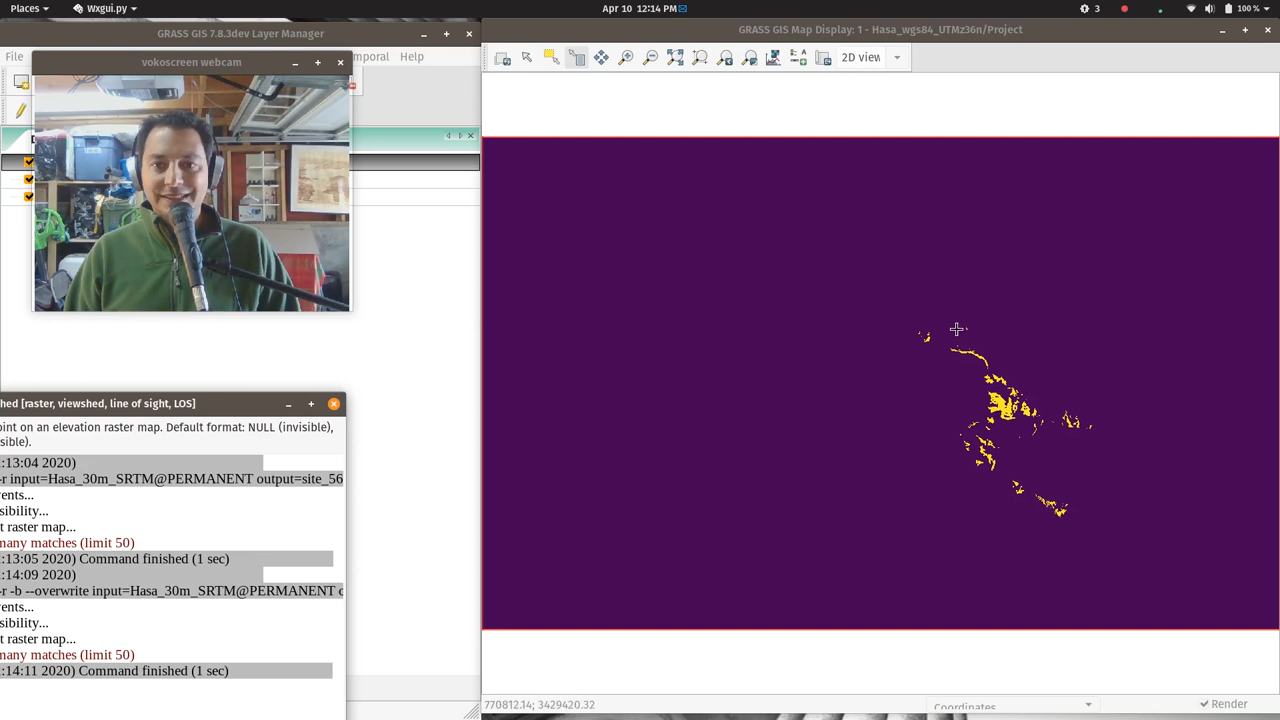 Places Wxgui.py Apr 10 12:14 PM 3 100 %
GRASS GIS 7.8.3dev Layer Manager
File
mporal Help
vokoscreen webcam
GRASS GIS Map Display: 1 - Hasa_wgs84_UTMz36n/Project
2D view
hed [raster, viewshed, line of sight, LOS]
oint on an elevation raster map. Default format: NULL (invisible),
sible).
:13:04 2020)
-r input=Hasa_30m_SRTM@PERMANENT output=site_56
vents...
sibility...
t raster map...
many matches (limit 50)
:13:05 2020) Command finished (1 sec)
:14:09 2020)
-r -b --overwrite input=Hasa_30m_SRTM@PERMANENT o
vents...
sibility...
t raster map...
many matches (limit 50)
:14:11 2020) Command finished (1 sec)
770812.14; 3429420.32
Coordinates
Render